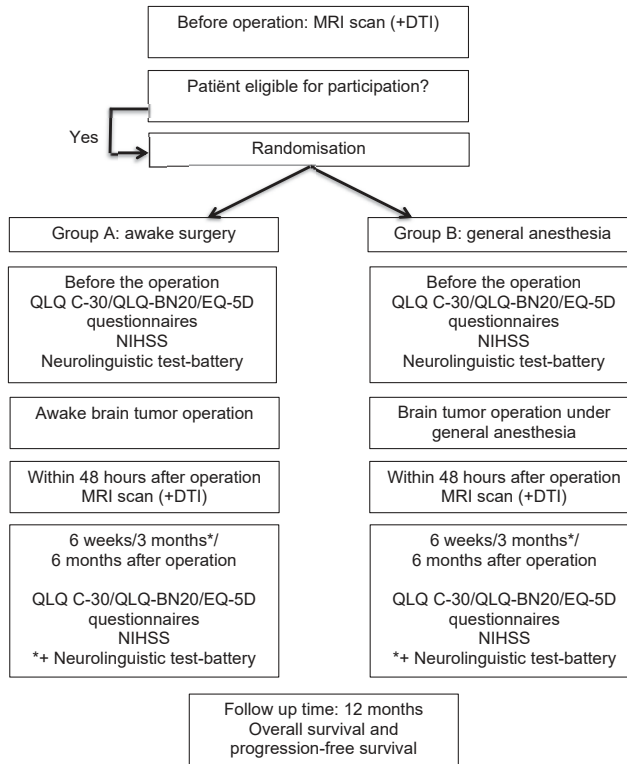 Before operation: MRI scan (+DTI)
Patiënt eligible for participation?
Yes
Randomisation
Group A: awake surgery
Group B: general anesthesia
Before the operation
QLQ C-30/QLQ-BN20/EQ-5D
questionnaires
NIHSS
Neurolinguistic test-battery
Before the operation
QLQ C-30/QLQ-BN20/EQ-5D
questionnaires
NIHSS
Neurolinguistic test-battery
Awake brain tumor operation
Brain tumor operation under
general anesthesia
Within 48 hours after operation
MRI scan (+DTI)
Within 48 hours after operation
MRI scan (+DTI)
6 weeks/3 months*/
6 months after operation
QLQ C-30/QLQ-BN20/EQ-5D
questionnaires
NIHSS
*+ Neurolinguistic test-battery
6 weeks/3 months*/
6 months after operation
QLQ C-30/QLQ-BN20/EQ-5D
questionnaires
NIHSS
*+ Neurolinguistic test-battery
Follow up time: 12 months
Overall survival and
progression-free survival